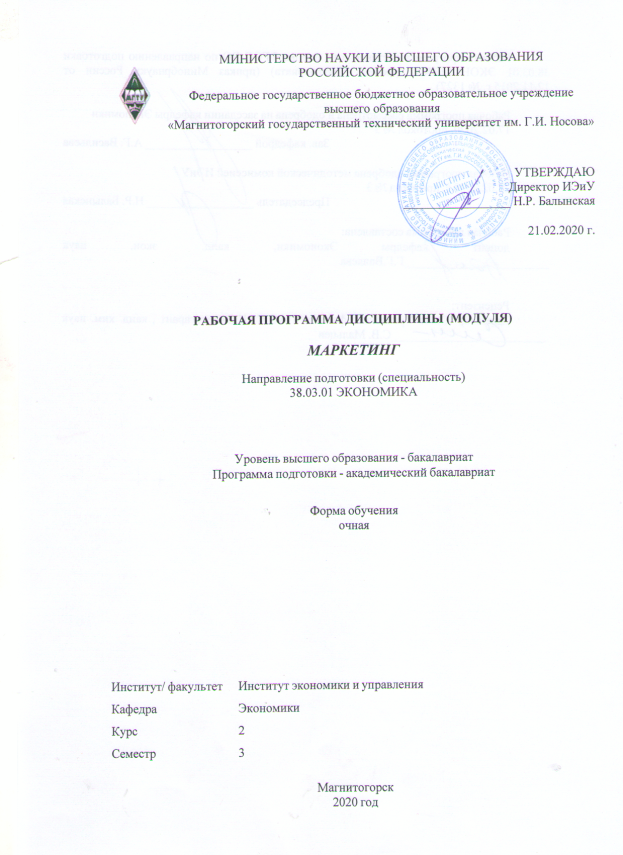 МИНИСТЕРСТВО НАУКИ И ВЫСШЕГО ОБРАЗОВАНИЯ
РОССИЙСКОЙ ФЕДЕРАЦИИ
Федеральное государственное бюджетное образовательное учреждение
высшего образования
«Магнитогорский государственный технический университет им. Г.И. Носова»
УТВЕРЖДАЮ
Директор ИЭиУ
Н.Р. Балынская
ИНСТИТУТ
ЭКОНОМИКИ
УПРАВЛЕНИЯ
21.02.2020 г.
РАБОЧАЯ ПРОГРАММА ДИСЦИПЛИНЫ (МОДУЛЯ)
МАРКЕТИНГ
Направление подготовки (специальность)
38.03.01 ЭКОНОМИКА
Уровень высшего образования - бакалавриат
Программа подготовки - академический бакалавриат
Форма обучения
очная
Институт/ факультет Институт экономики и управления
Кафедра Экономики
Курс 2
Семестр 3
Магнитогорск
2020 год